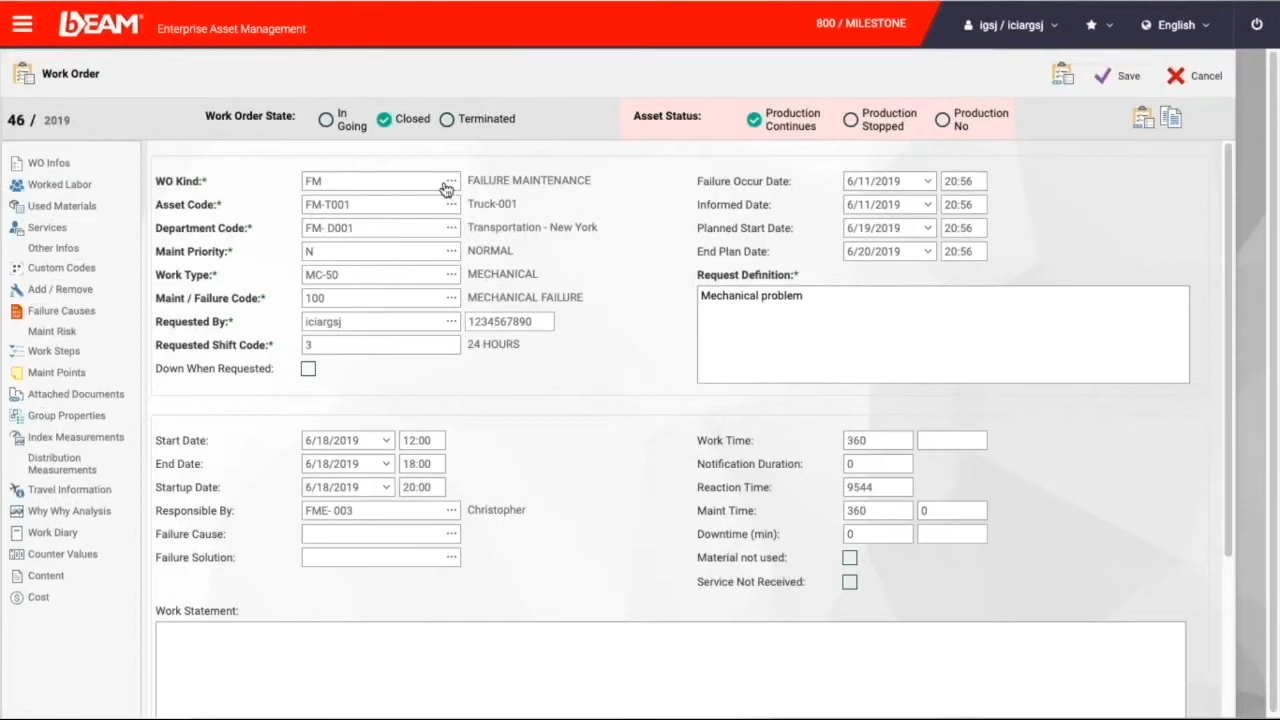 bEAM
Enterprise Asset Management
800 / MILESTONE
igsj / iciargsj
English
Work Order
Save
Cancel
46 / 2019
Work Order State:
In Going
Closed
Terminated
Asset Status:
Production Continues
Production Stopped
Production No
WO Infos
Worked Labor
Used Materials
Services
Other Infos
Custom Codes
Add / Remove
Failure Causes
Maint Risk
Work Steps
Maint Points
Attached Documents
Group Properties
Index Measurements
Distribution
Measurements
Travel Information
Why Why Analysis
Work Diary
Counter Values
Content
Cost
WO Kind:* FM ... FAILURE MAINTENANCE
Asset Code:* FM-T001 ... Truck-001
Department Code:* FM- D001 ... Transportation - New York
Maint Priority:* N ... NORMAL
Work Type:* MC-50 ... MECHANICAL
Maint / Failure Code:* 100 ... MECHANICAL FAILURE
Requested By:* iciargsj ... 1234567890
Requested Shift Code:* 3 24 HOURS
Down When Requested:
Failure Occur Date: 6/11/2019 20:56
Informed Date: 6/11/2019 20:56
Planned Start Date: 6/19/2019 20:56
End Plan Date: 6/20/2019 20:56
Request Definition:*
Mechanical problem
Start Date: 6/18/2019 12:00
End Date: 6/18/2019 18:00
Startup Date: 6/18/2019 20:00
Responsible By: FME- 003 ... Christopher
Failure Cause: ...
Failure Solution: ...
Work Time: 360
Notification Duration: 0
Reaction Time: 9544
Maint Time: 360 0
Downtime (min): 0
Material not used:
Service Not Received:
Work Statement: